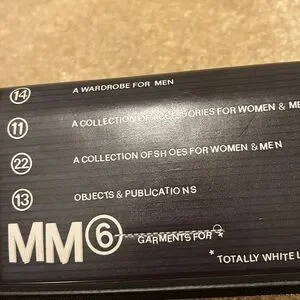 14 A WARDROBE FOR MEN
11 A COLLECTION OF ACCESSORIES FOR WOMEN & ME
22 A COLLECTION OF SHOES FOR WOMEN & MEN
13 OBJECTS & PUBLICATIONS
MM6 GARMENTS FOR
* TOTALLY WHITE L